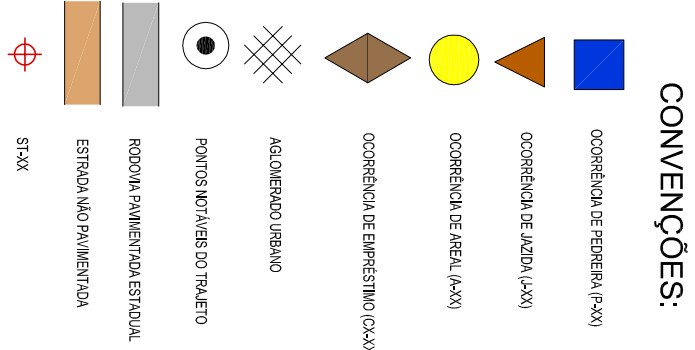 CONVENÇÕES:
OCORRÊNCIA DE PEDREIRA (P-XX)
OCORRÊNCIA DE JAZIDA (J-XX)
OCORRÊNCIA DE AREAL (A-XX)
OCORRÊNCIA DE EMPRÉSTIMO (CX-X)
AGLOMERADO URBANO
PONTOS NOTÁVEIS DO TRAJETO
RODOVIA PAVIMENTADA ESTADUAL
ESTRADA NÃO PAVIMENTADA
ST-XX